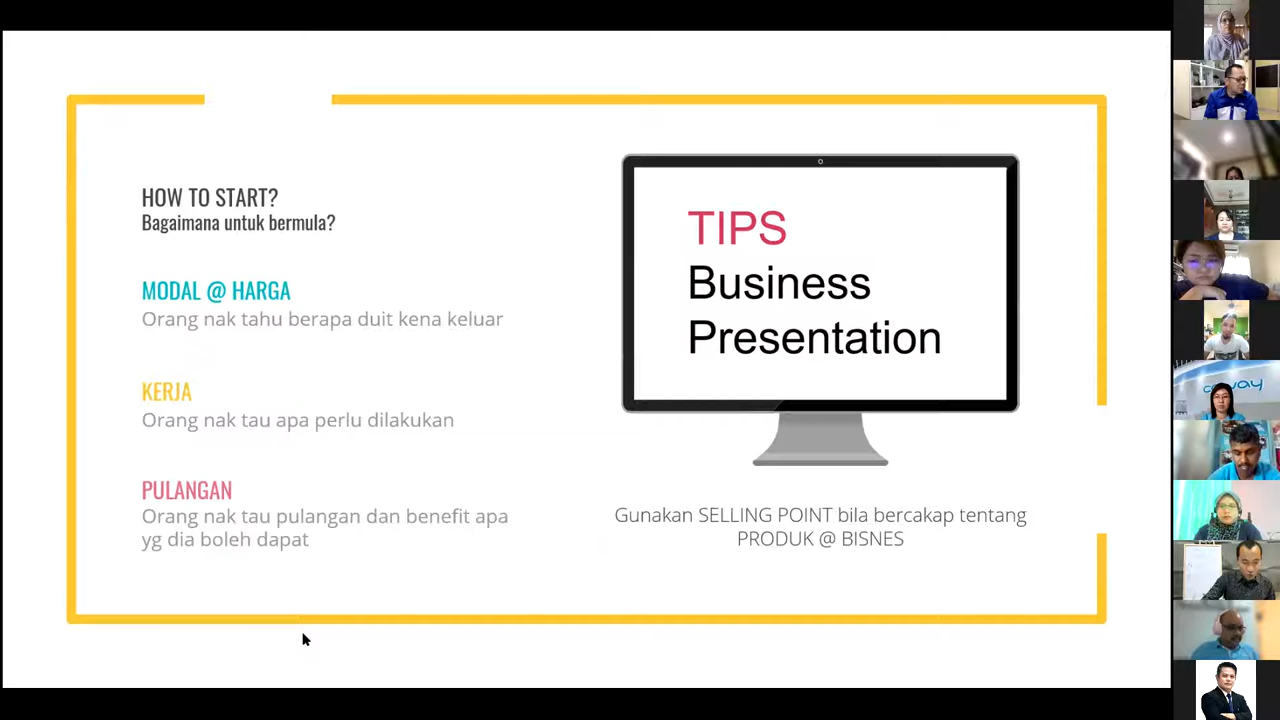 HOW TO START?
Bagaimana untuk bermula?
MODAL @ HARGA
Orang nak tahu berapa duit kena keluar
KERJA
Orang nak tau apa perlu dilakukan
PULANGAN
Orang nak tau pulangan dan benefit apa
yg dia boleh dapat
TIPS
Business
Presentation
Gunakan SELLING POINT bila bercakap tentang
PRODUK @ BISNES